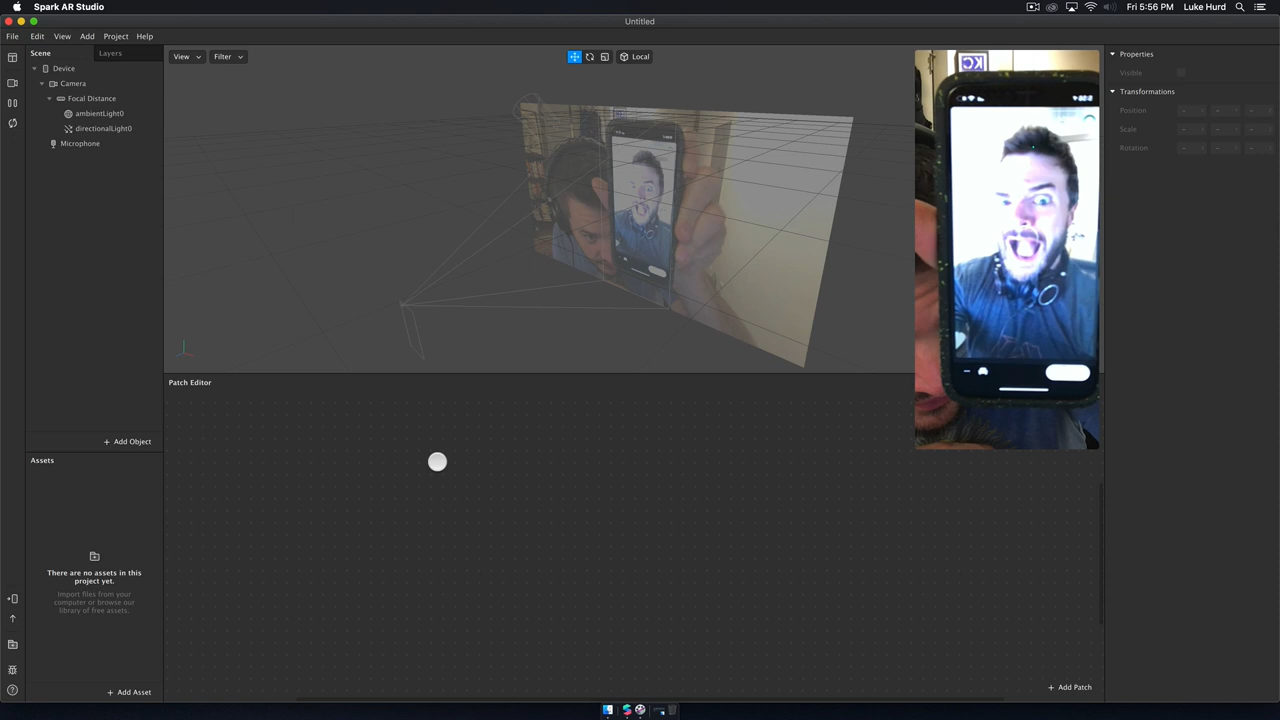 Spark AR Studio
Fri 5:56 PM
Luke Hurd
Untitled
File
Edit
View
Add
Project
Help
Scene
Layers
Device
Camera
Focal Distance
ambientLight0
directionalLight0
Microphone
+ Add Object
Assets
There are no assets in this
project yet.
Import files from your
computer or browse our
library of free assets.
+ Add Asset
View
Filter
Local
Patch Editor
+ Add Patch
Properties
Visible
Transformations
Position
Scale
Rotation